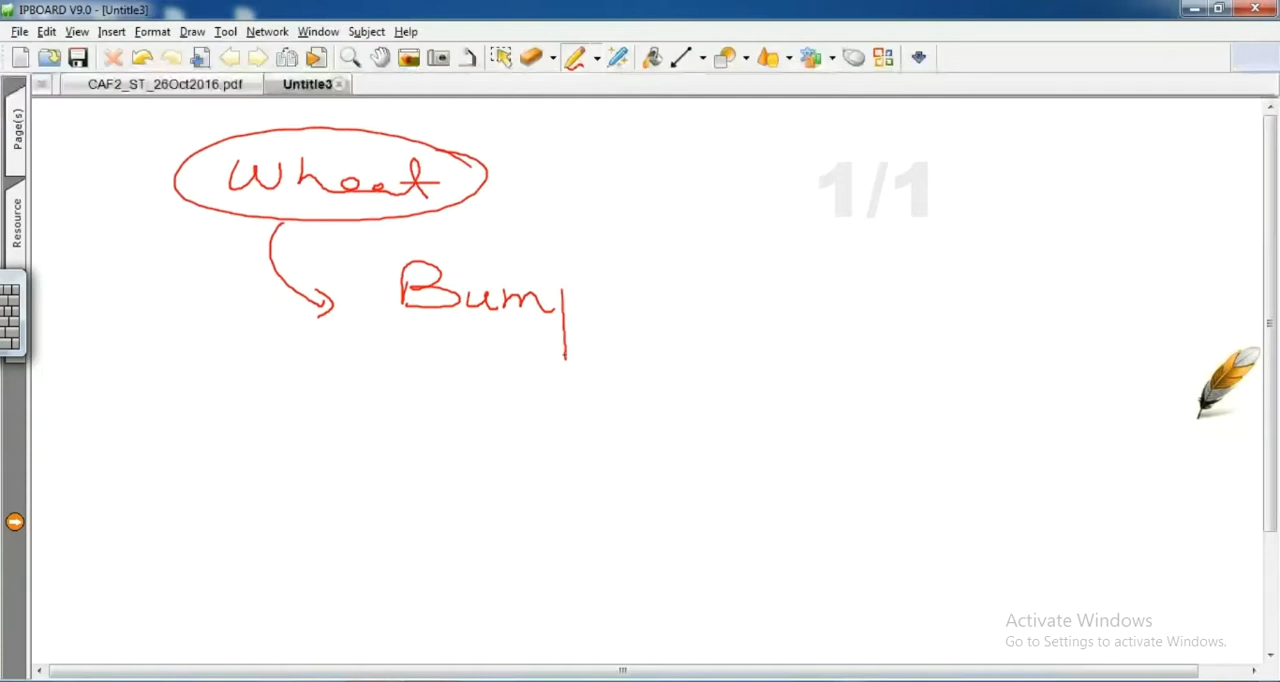 IPBOARD V9.0 - [Untitle3]
File Edit View Insert Format Draw Tool Network Window Subject Help
CAF2_ST_26Oct2016.pdf Untitle3
Page(s)
Resource
Wheat
1/1
Bump
Activate Windows
Go to Settings to activate Windows.